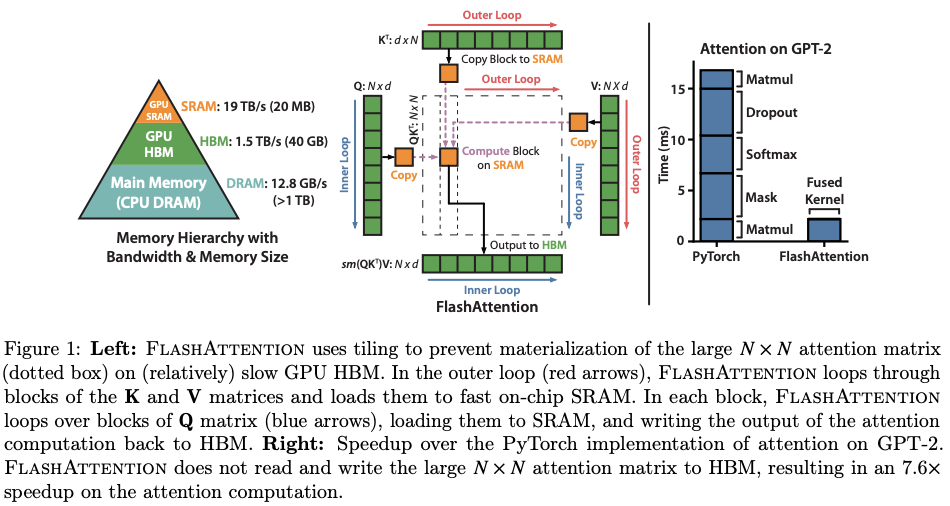 GPU
SRAM
SRAM: 19 TB/s (20 MB)
GPU
HBM
HBM: 1.5 TB/s (40 GB)
Main Memory
(CPU DRAM)
DRAM: 12.8 GB/s
(>1 TB)
Memory Hierarchy with
Bandwidth & Memory Size
Outer Loop
Kᵀ: d x N
Copy Block to SRAM
Outer Loop
Q: N x d
V: N x d
QKᵀ: N x N
Inner Loop
Copy
Compute Block
on SRAM
Copy
Inner Loop
Outer Loop
Output to HBM
sm(QKᵀ)V: N x d
Inner Loop
FlashAttention
Attention on GPT-2
Time (ms)
15
10
5
0
Matmul
Dropout
Softmax
Mask
Matmul
Fused
Kernel
PyTorch
FlashAttention
Figure 1: Left: FlashAttention uses tiling to prevent materialization of the large N × N attention matrix
(dotted box) on (relatively) slow GPU HBM. In the outer loop (red arrows), FlashAttention loops through
blocks of the K and V matrices and loads them to fast on-chip SRAM. In each block, FlashAttention
loops over blocks of Q matrix (blue arrows), loading them to SRAM, and writing the output of the attention
computation back to HBM. Right: Speedup over the PyTorch implementation of attention on GPT-2.
FlashAttention does not read and write the large N × N attention matrix to HBM, resulting in an 7.6×
speedup on the attention computation.